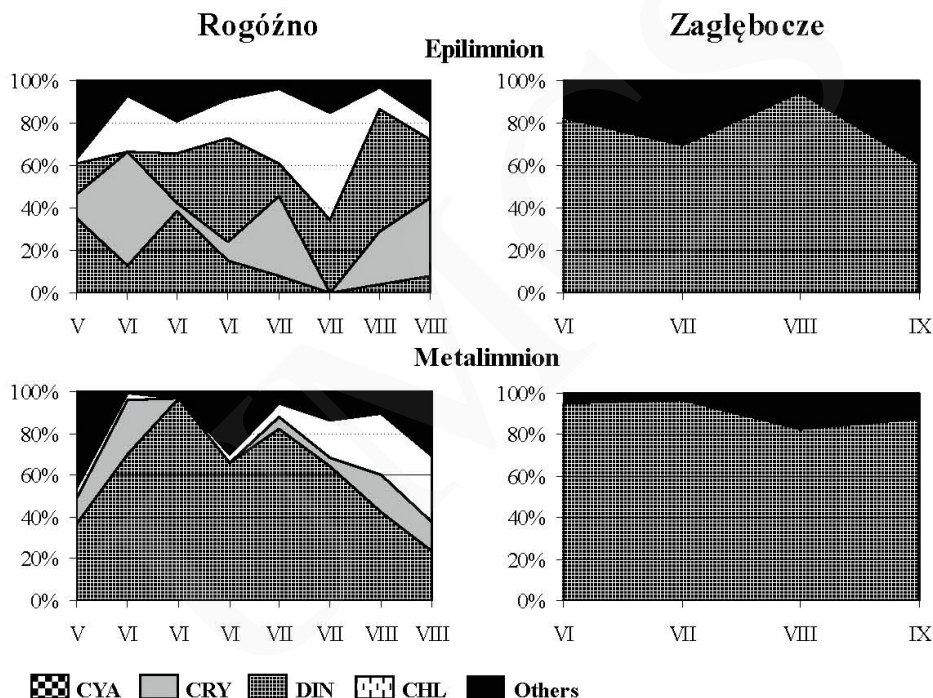 Rogóźno Zagłębocze
Epilimnion
100% 100%
80% 80%
60% 60%
40% 40%
20% 20%
0% 0%
V VI VI VI VII VII VIII VIII VI VII VIII IX
Metalimnion
100% 100%
80% 80%
60% 60%
40% 40%
20% 20%
0% 0%
V VI VI VI VII VII VIII VIII VI VII VIII IX
CYA CRY DIN CHL Others
UMCS